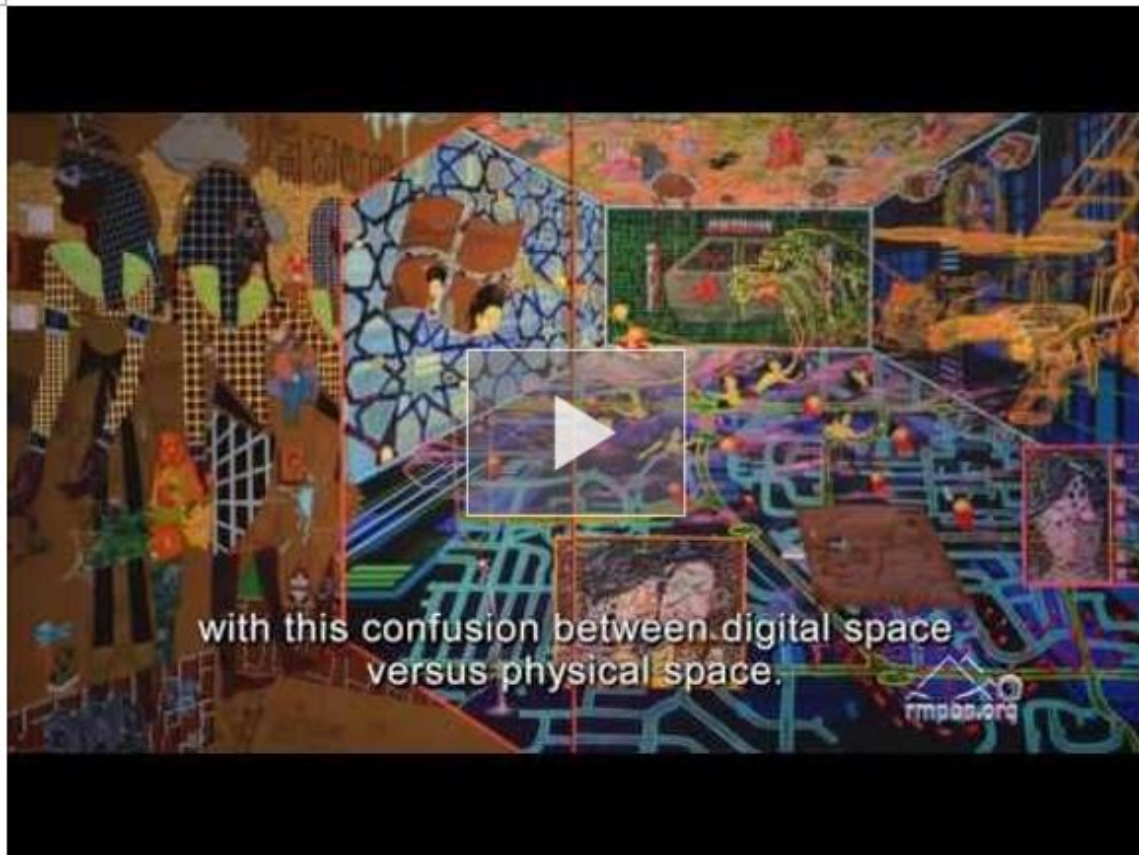 with this confusion between digital space
versus physical space.
rmpbs.org